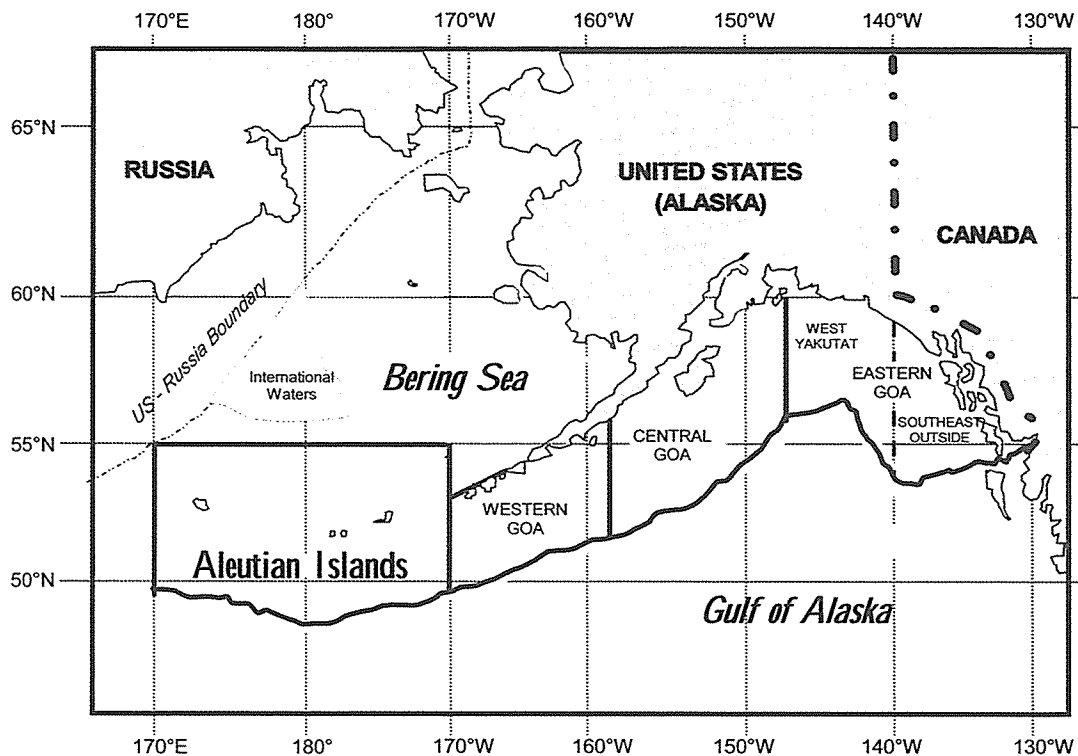 170°E 180° 170°W 160°W 150°W 140°W 130°W
65°N
RUSSIA
UNITED STATES
(ALASKA)
CANADA
60°N
US - Russia Boundary
WEST
YAKUTAT
International
Waters
Bering Sea
EASTERN
GOA
SOUTHEAST
OUTSIDE
55°N
CENTRAL
GOA
WESTERN
GOA
Aleutian Islands
50°N
Gulf of Alaska
170°E 180° 170°W 160°W 150°W 140°W 130°W